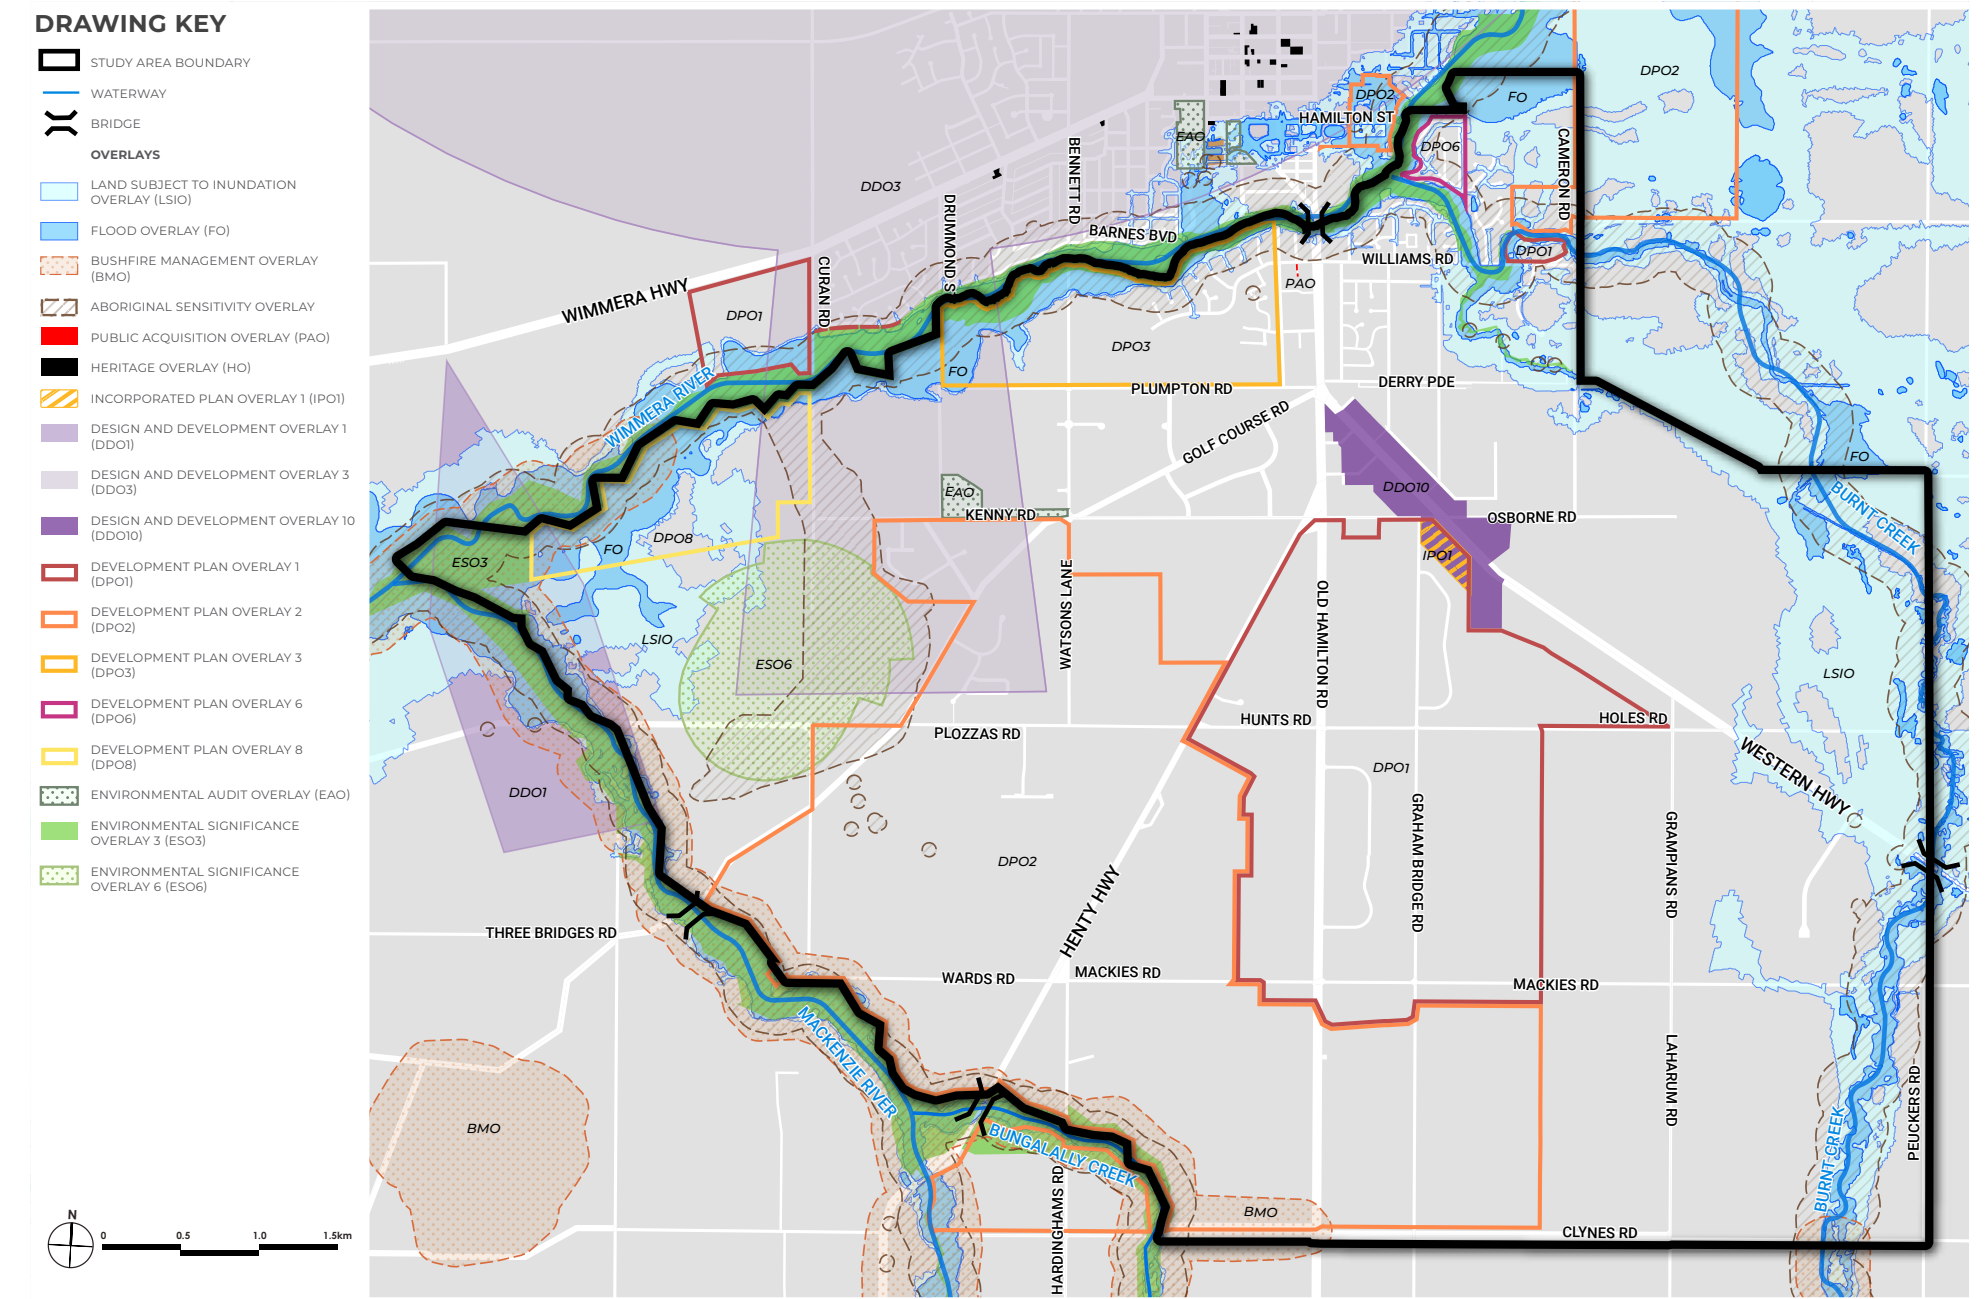 DRAWING KEY
STUDY AREA BOUNDARY
WATERWAY
BRIDGE
OVERLAYS
LAND SUBJECT TO INUNDATION
OVERLAY (LSIO)
FLOOD OVERLAY (FO)
BUSHFIRE MANAGEMENT OVERLAY
(BMO)
ABORIGINAL SENSITIVITY OVERLAY
PUBLIC ACQUISITION OVERLAY (PAO)
HERITAGE OVERLAY (HO)
INCORPORATED PLAN OVERLAY 1 (IPO1)
DESIGN AND DEVELOPMENT OVERLAY 1
(DDO1)
DESIGN AND DEVELOPMENT OVERLAY 3
(DDO3)
DESIGN AND DEVELOPMENT OVERLAY 10
(DDO10)
DEVELOPMENT PLAN OVERLAY 1
(DPO1)
DEVELOPMENT PLAN OVERLAY 2
(DPO2)
DEVELOPMENT PLAN OVERLAY 3
(DPO3)
DEVELOPMENT PLAN OVERLAY 6
(DPO6)
DEVELOPMENT PLAN OVERLAY 8
(DPO8)
ENVIRONMENTAL AUDIT OVERLAY (EAO)
ENVIRONMENTAL SIGNIFICANCE
OVERLAY 3 (ESO3)
ENVIRONMENTAL SIGNIFICANCE
OVERLAY 6 (ESO6)
N
0 0.5 1.0 1.5km
DPO2
DPO2
FO
HAMILTON ST
EAO
DPO6
CAMERON RD
BENNETT RD
DDO3
DRUMMOND S
BARNES BVD
DPO1
WILLIAMS RD
CURAN RD
PAO
WIMMERA HWY
DPO1
DPO3
FO
PLUMPTON RD
DERRY PDE
WIMMERA RIVER
GOLF COURSE RD
FO
EAO
DDO10
BURNT CREEK
KENNY RD
OSBORNE RD
DPO8
FO
IPO1
ESO3
WATSONS LANE
OLD HAMILTON RD
LSIO
ESO6
LSIO
HUNTS RD
HOLES RD
PLOZZAS RD
WESTERN HWY
DPO1
DDO1
GRAHAM BRIDGE RD
GRAMPIANS RD
DPO2
HENTY HWY
THREE BRIDGES RD
WARDS RD
MACKIES RD
MACKIES RD
MACKENZIE RIVER
LAHARUM RD
PEUCKERS RD
BMO
BUNGALALLY CREEK
BURNT CREEK
HARDINGHAMS RD
BMO
CLYNES RD